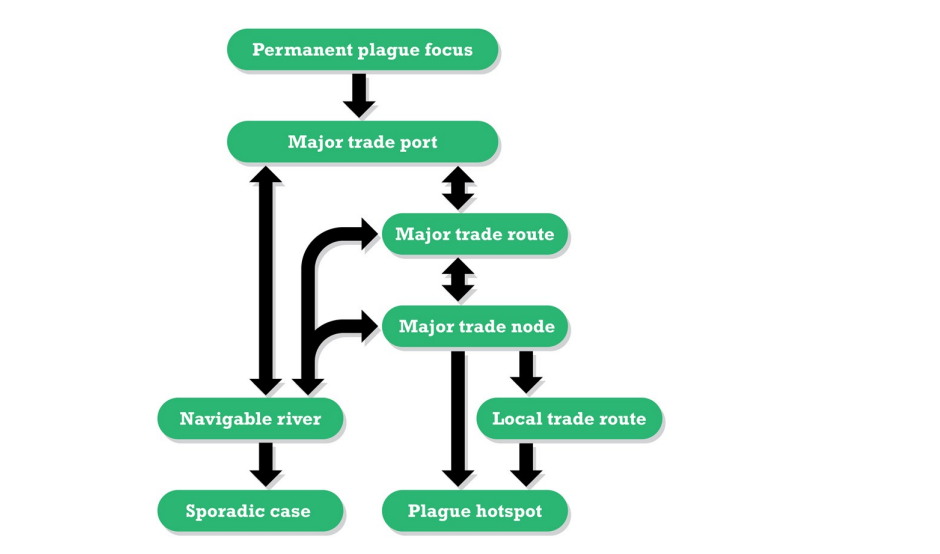 Permanent plague focus
Major trade port
Major trade route
Major trade node
Navigable river
Local trade route
Sporadic case
Plague hotspot